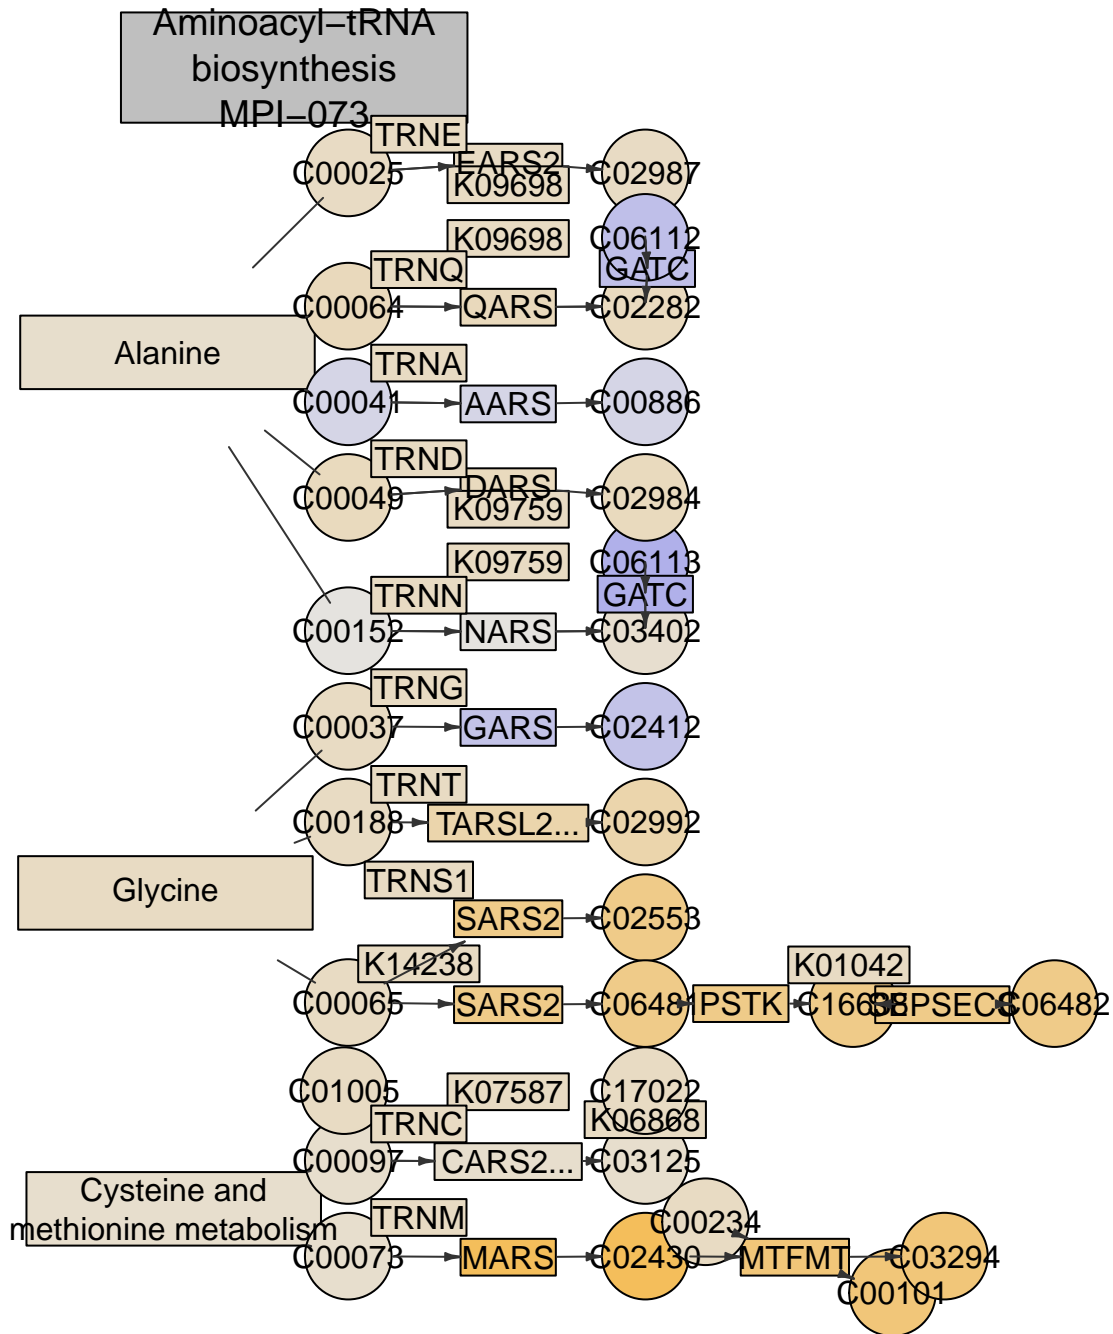 Aminoacyl−tRNA
biosynthesis
MPI−073
TRNE
C00025
EARS2
C02987
K09698
K09698
C06112
TRNQ
GATC
C00064
QARS
C02282
Alanine
TRNA
C00041
AARS
C00886
TRND
C00049
DARS
C02984
K09759
K09759
C06113
TRNN
GATC
C00152
NARS
C03402
TRNG
C00037
GARS
C02412
TRNT
C00188
TARSL2...
C02992
Glycine
TRNS1
SARS2
C02553
K14238
K01042
C00065
SARS2
C06481
PSTK
C16638
SEPSECS
C06482
C01005
K07587
C17022
TRNC
K06868
C00097
CARS2...
C03125
Cysteine and
methionine metabolism
TRNM
C00234
C00073
MARS
C02430
MTFMT
C03294
C00101